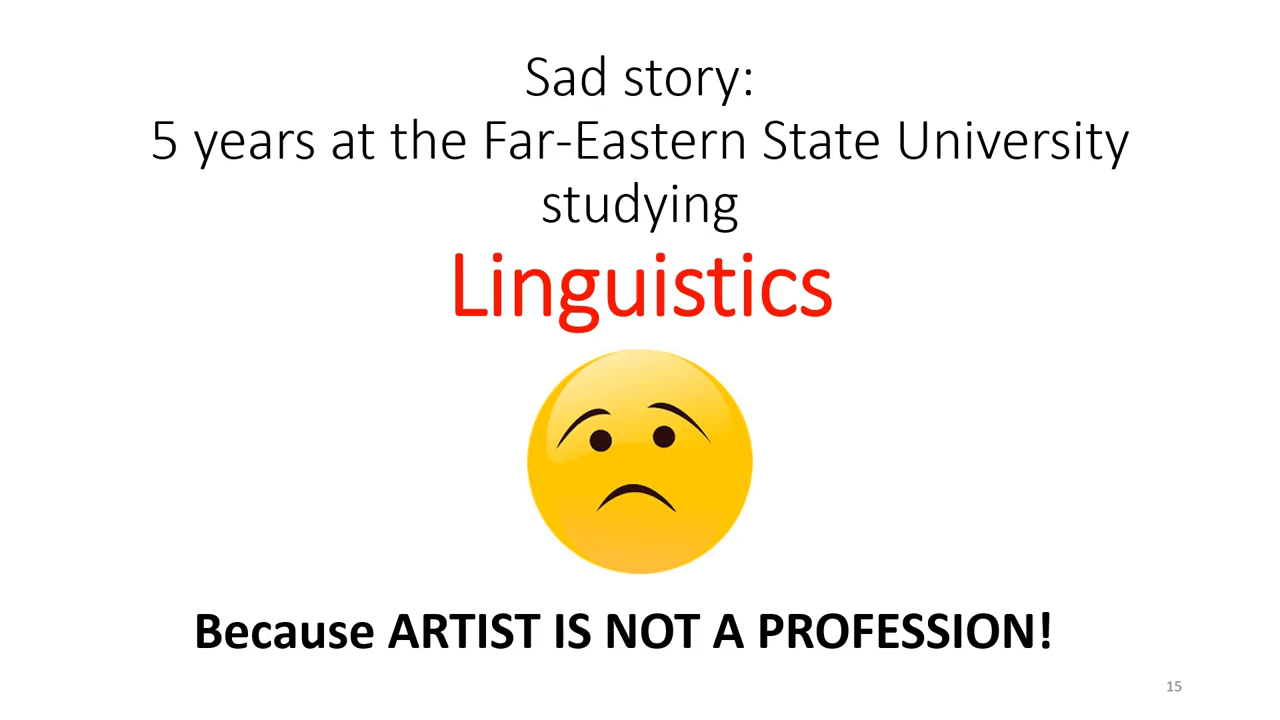 Sad story:
5 years at the Far-Eastern State University
studying
Linguistics
Because ARTIST IS NOT A PROFESSION!
15